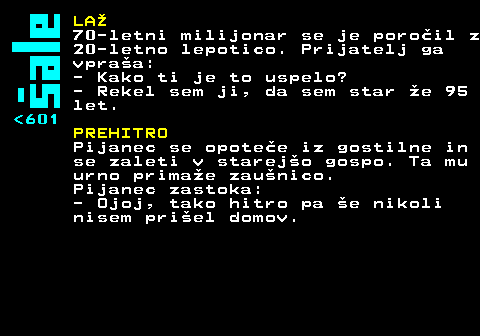 Šale
<601
LAŽ
70-letni milijonar se je poročil z
20-letno lepotico. Prijatelj ga
vpraša:
- Kako ti je to uspelo?
- Rekel sem ji, da sem star že 95
let.
PREHITRO
Pijanec se opoteče iz gostilne in
se zaleti v starejšo gospo. Ta mu
urno primaže zaušnico.
Pijanec zastoka:
- Ojoj, tako hitro pa še nikoli
nisem prišel domov.